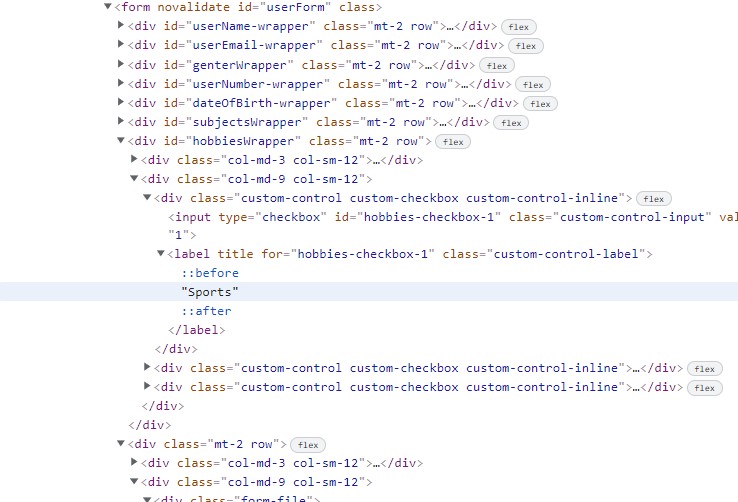 ▼<form novalidate id="userForm" class>
▶<div id="userName-wrapper" class="mt-2 row">…</div> flex
▶<div id="userEmail-wrapper" class="mt-2 row">…</div> flex
▶<div id="genterWrapper" class="mt-2 row">…</div> flex
▶<div id="userNumber-wrapper" class="mt-2 row">…</div> flex
▶<div id="dateOfBirth-wrapper" class="mt-2 row">…</div> flex
▶<div id="subjectsWrapper" class="mt-2 row">…</div> flex
▼<div id="hobbiesWrapper" class="mt-2 row"> flex
▶<div class="col-md-3 col-sm-12">…</div>
▼<div class="col-md-9 col-sm-12">
▼<div class="custom-control custom-checkbox custom-control-inline"> flex
<input type="checkbox" id="hobbies-checkbox-1" class="custom-control-input" val
"1">
▼<label title for="hobbies-checkbox-1" class="custom-control-label">
::before
"Sports"
::after
</label>
</div>
▶<div class="custom-control custom-checkbox custom-control-inline">…</div> flex
▶<div class="custom-control custom-checkbox custom-control-inline">…</div> flex
</div>
</div>
▼<div class="mt-2 row"> flex
▶<div class="col-md-3 col-sm-12">…</div>
▼<div class="col-md-9 col-sm-12">
▼<div class="form-file">